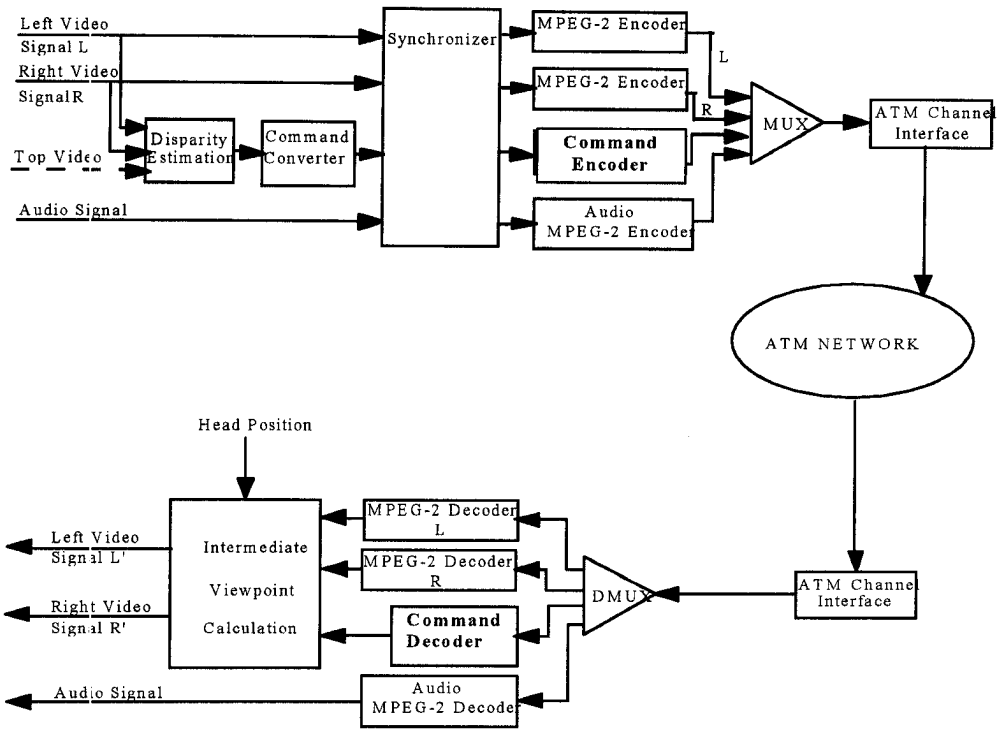 Left Video
Signal L
Right Video
SignalR
Top Video
Audio Signal
Disparity
Estimation
Command
Converter
Synchronizer
MPEG-2 Encoder
MPEG-2 Encoder
Command
Encoder
Audio
MPEG-2 Encoder
L
R
MUX
ATM Channel
Interface
ATM NETWORK
Head Position
Left Video
Signal L'
Right Video
Signal R'
Audio Signal
Intermediate
Viewpoint
Calculation
MPEG-2 Decoder
L
MPEG-2 Decoder
R
Command
Decoder
Audio
MPEG-2 Decoder
DMUX
ATM Channel
Interface